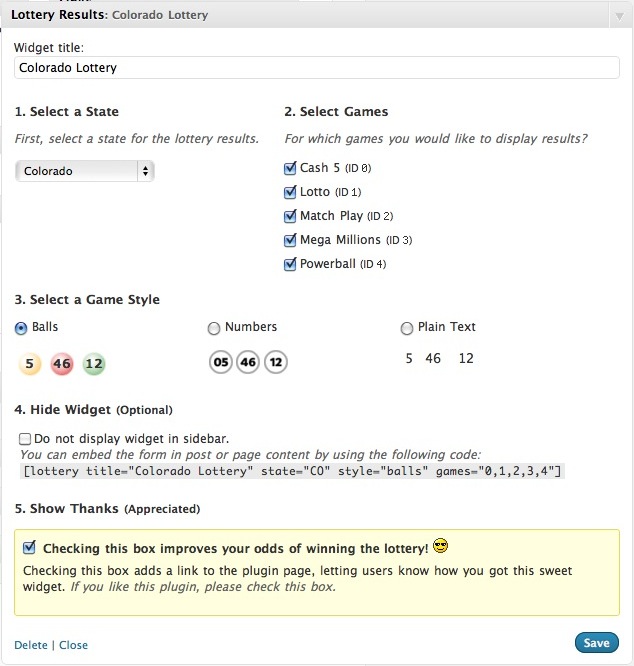 Lottery Results: Colorado Lottery
Widget title:
Colorado Lottery
1. Select a State
First, select a state for the lottery results.
Colorado
2. Select Games
For which games you would like to display results?
Cash 5 (ID 0)
Lotto (ID 1)
Match Play (ID 2)
Mega Millions (ID 3)
Powerball (ID 4)
3. Select a Game Style
Balls
5 46 12
Numbers
05 46 12
Plain Text
5 46 12
4. Hide Widget (Optional)
Do not display widget in sidebar.
You can embed the form in post or page content by using the following code:
[lottery title="Colorado Lottery" state="CO" style="balls" games="0,1,2,3,4"]
5. Show Thanks (Appreciated)
Checking this box improves your odds of winning the lottery!
Checking this box adds a link to the plugin page, letting users know how you got this sweet
widget. If you like this plugin, please check this box.
Delete | Close
Save